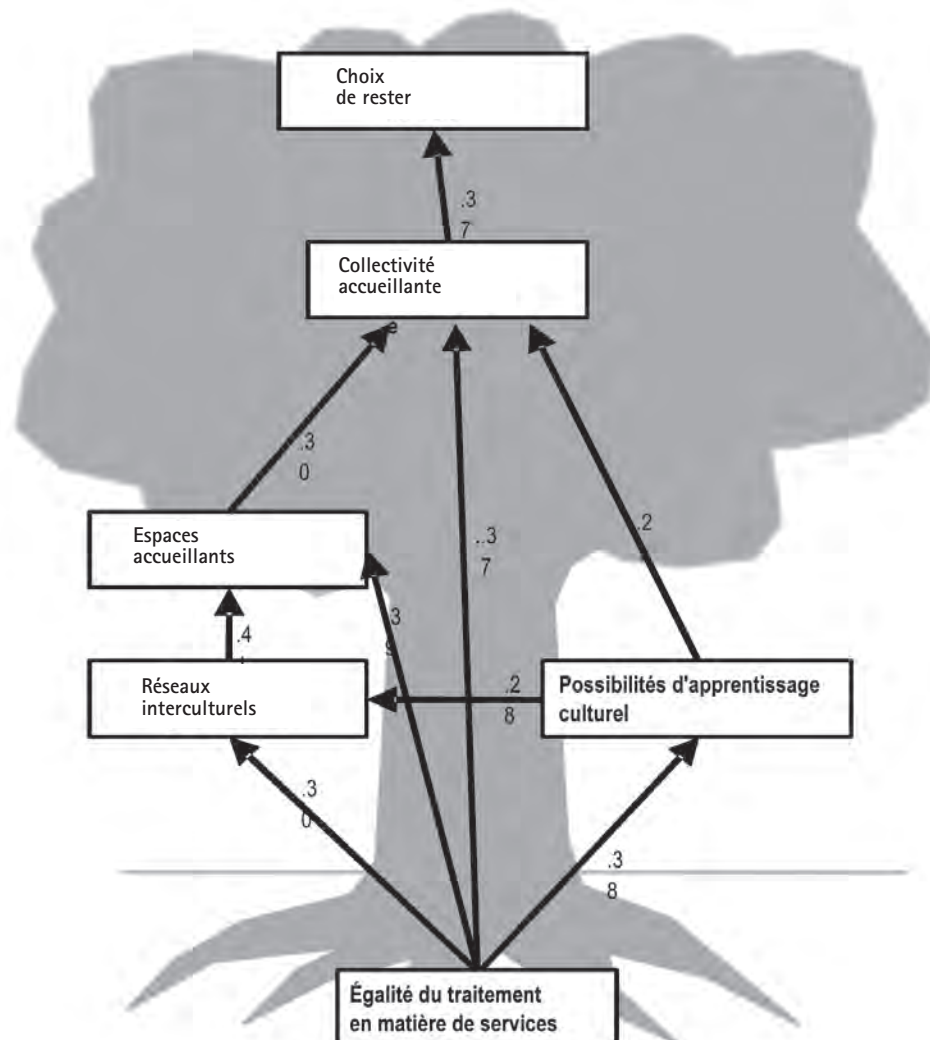 Choix
de rester
.3
7
Collectivité
accueillante
e
.3
0
..3
7
.2
Espaces
accueillants
3
9
.4
Réseaux
interculturels
.2
8
Possibilités d'apprentissage
culturel
.3
0
.3
8
Égalité du traitement
en matière de services